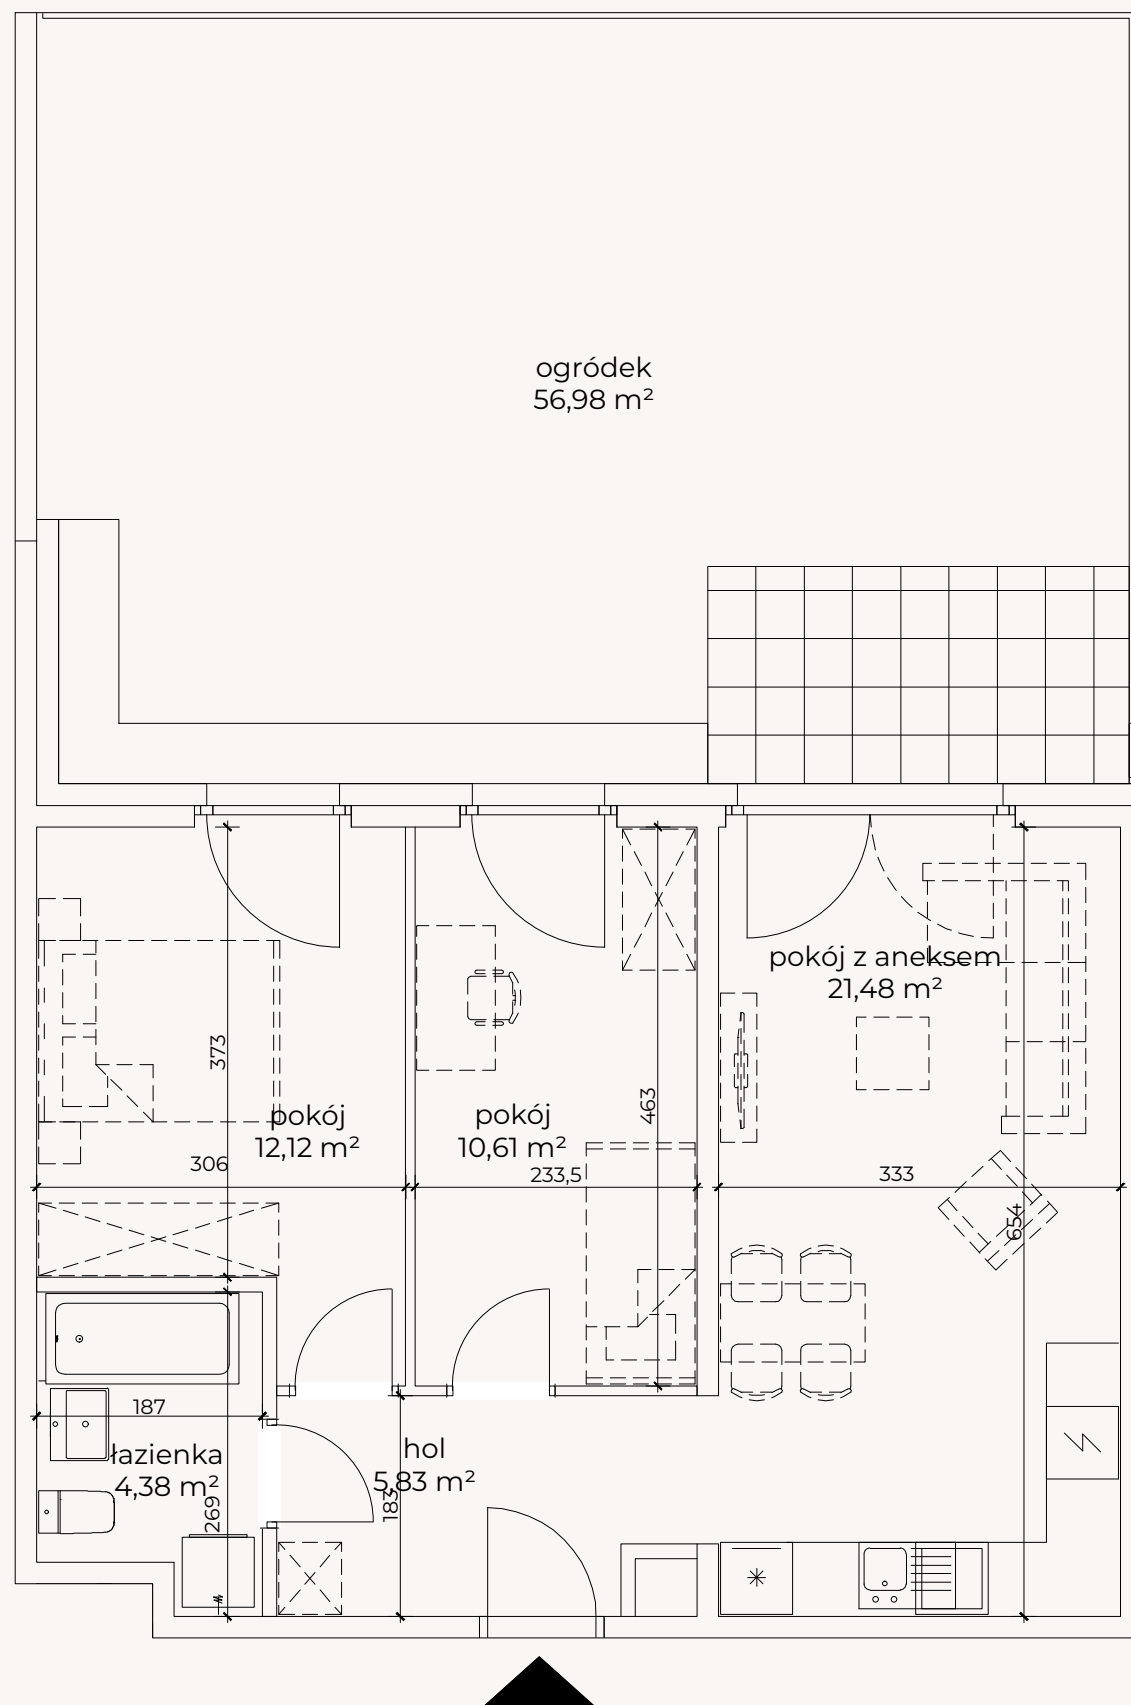 ogródek
56,98 m²
pokój z aneksem
21,48 m²
373
463
pokój
12,12 m²
pokój
10,61 m²
306
233,5
333
654
187
łazienka
4,38 m²
269
hol
5,83 m²
183